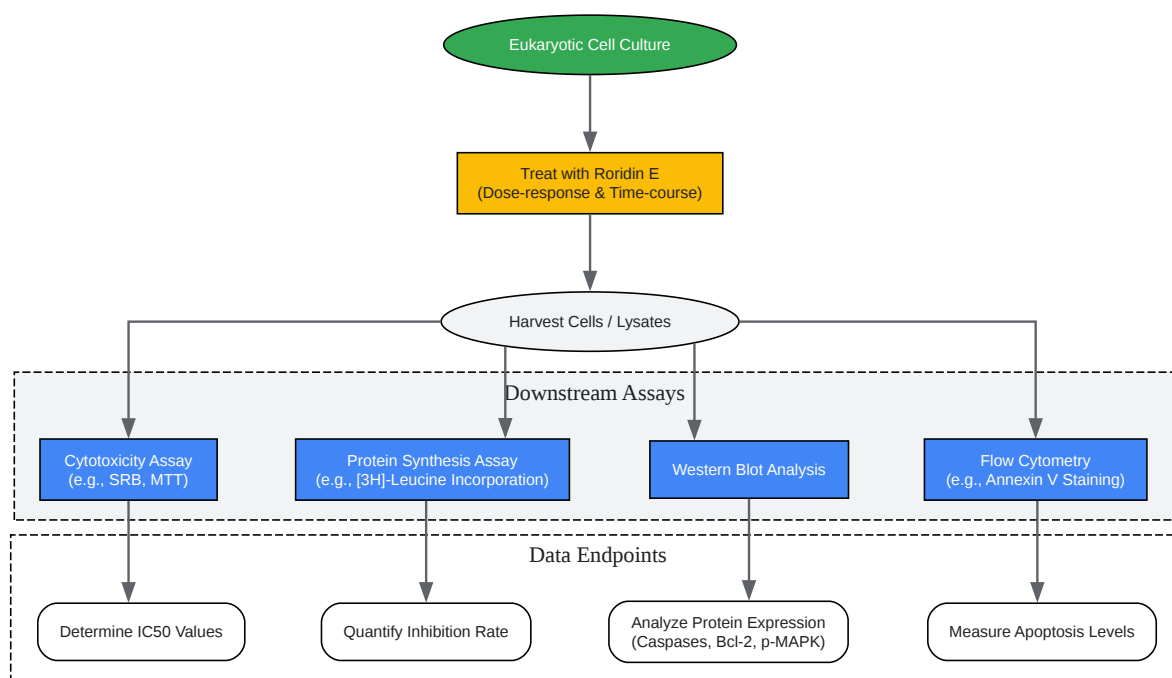 Eukaryotic Cell Culture
Treat with Roridin E
(Dose-response & Time-course)
Harvest Cells / Lysates
Downstream Assays
Cytotoxicity Assay
(e.g., SRB, MTT)
Protein Synthesis Assay
(e.g., [3H]-Leucine Incorporation)
Western Blot Analysis
Flow Cytometry
(e.g., Annexin V Staining)
Data Endpoints
Determine IC50 Values
Quantify Inhibition Rate
Analyze Protein Expression
(Caspases, Bcl-2, p-MAPK)
Measure Apoptosis Levels